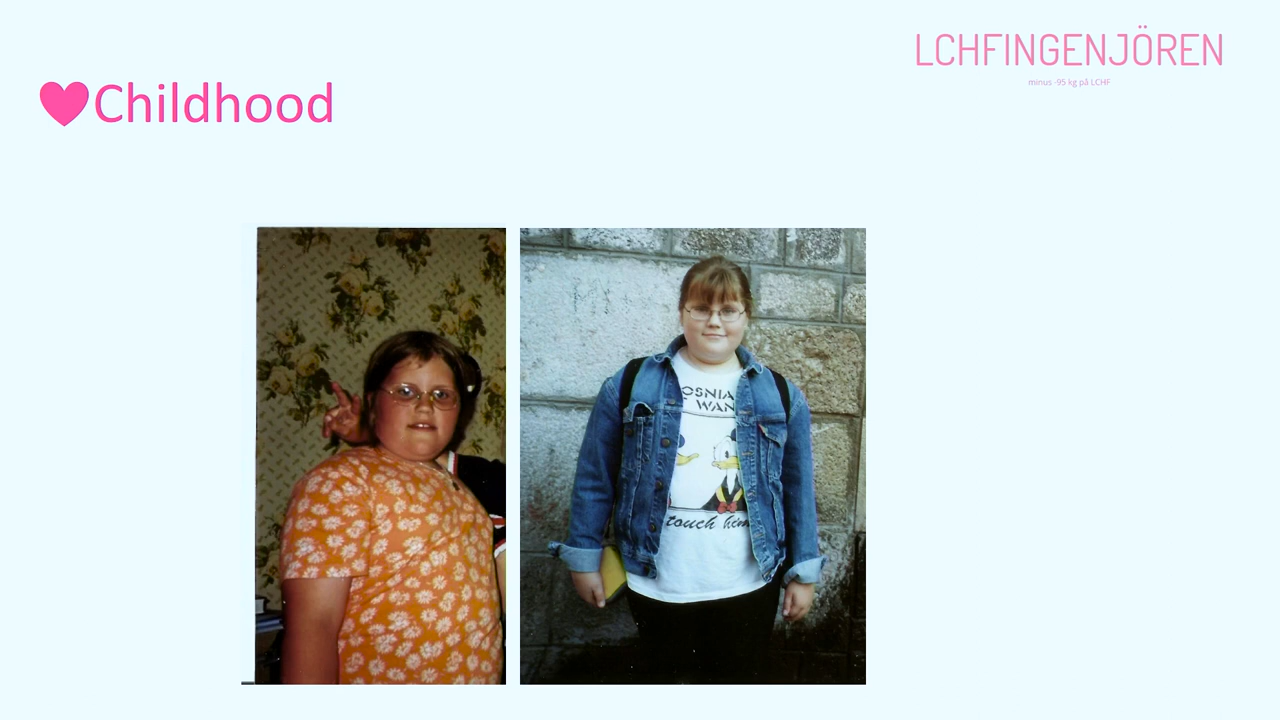 LCHFINGENJÖREN
minus -95 kg på LCHF
Childhood
OSNIA
WAN
touch him